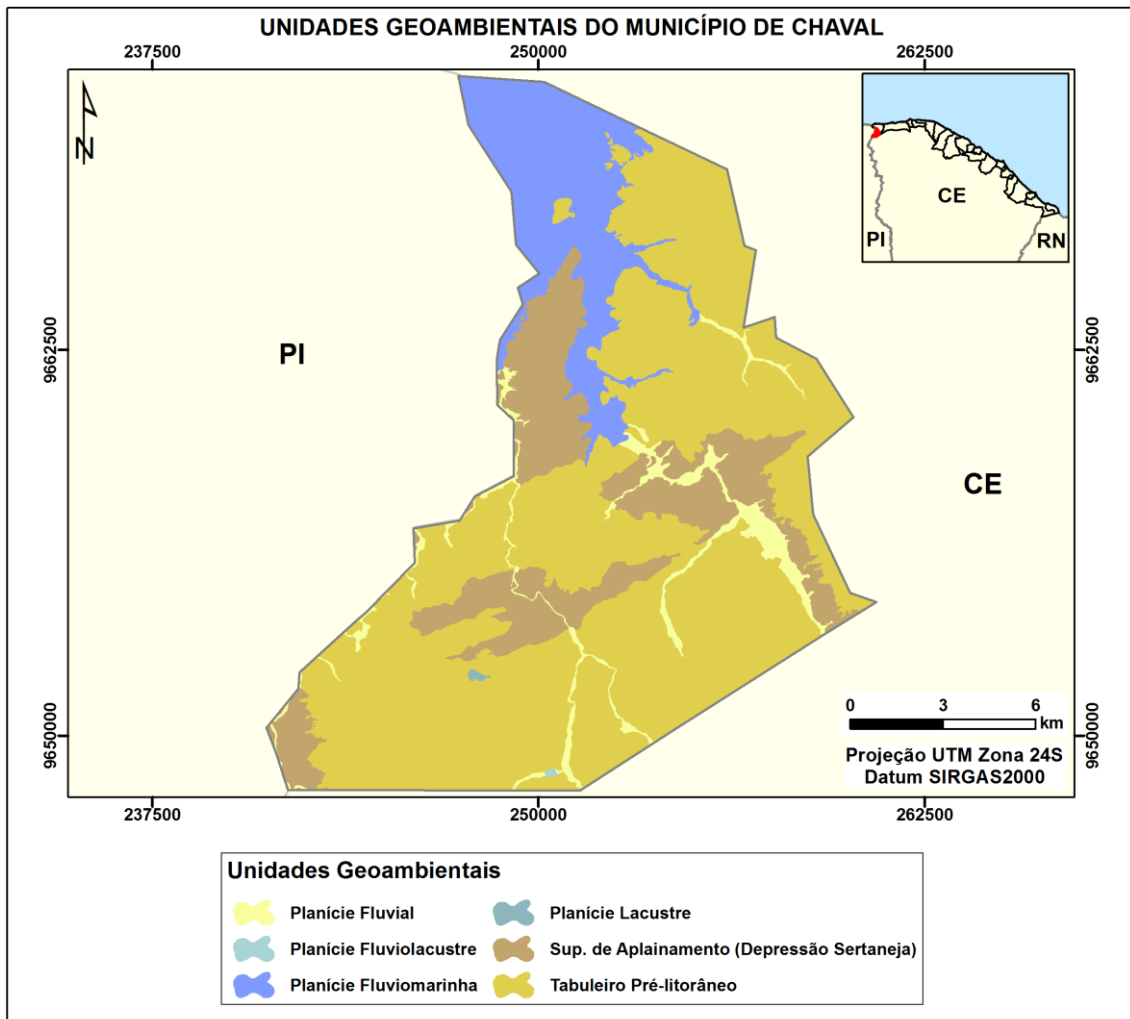 UNIDADES GEOAMBIENTAIS DO MUNICÍPIO DE CHAVAL
237500 250000 262500
N
CE
PI
RN
9662500
PI
9662500
CE
0 3 6
km
9650000
9650000
Projeção UTM Zona 24S
Datum SIRGAS2000
237500 250000 262500
Unidades Geoambientais
Planície Fluvial
Planície Fluviolacustre
Planície Fluviomarinha
Planície Lacustre
Sup. de Aplainamento (Depressão Sertaneja)
Tabuleiro Pré-litorâneo